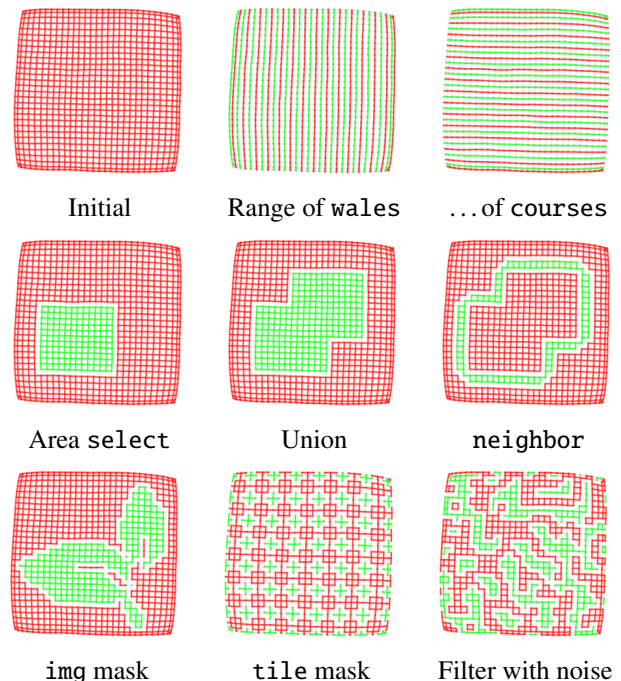 Initial
Range of wales
...of courses
Area select
Union
neighbor
img mask
tile mask
Filter with noise